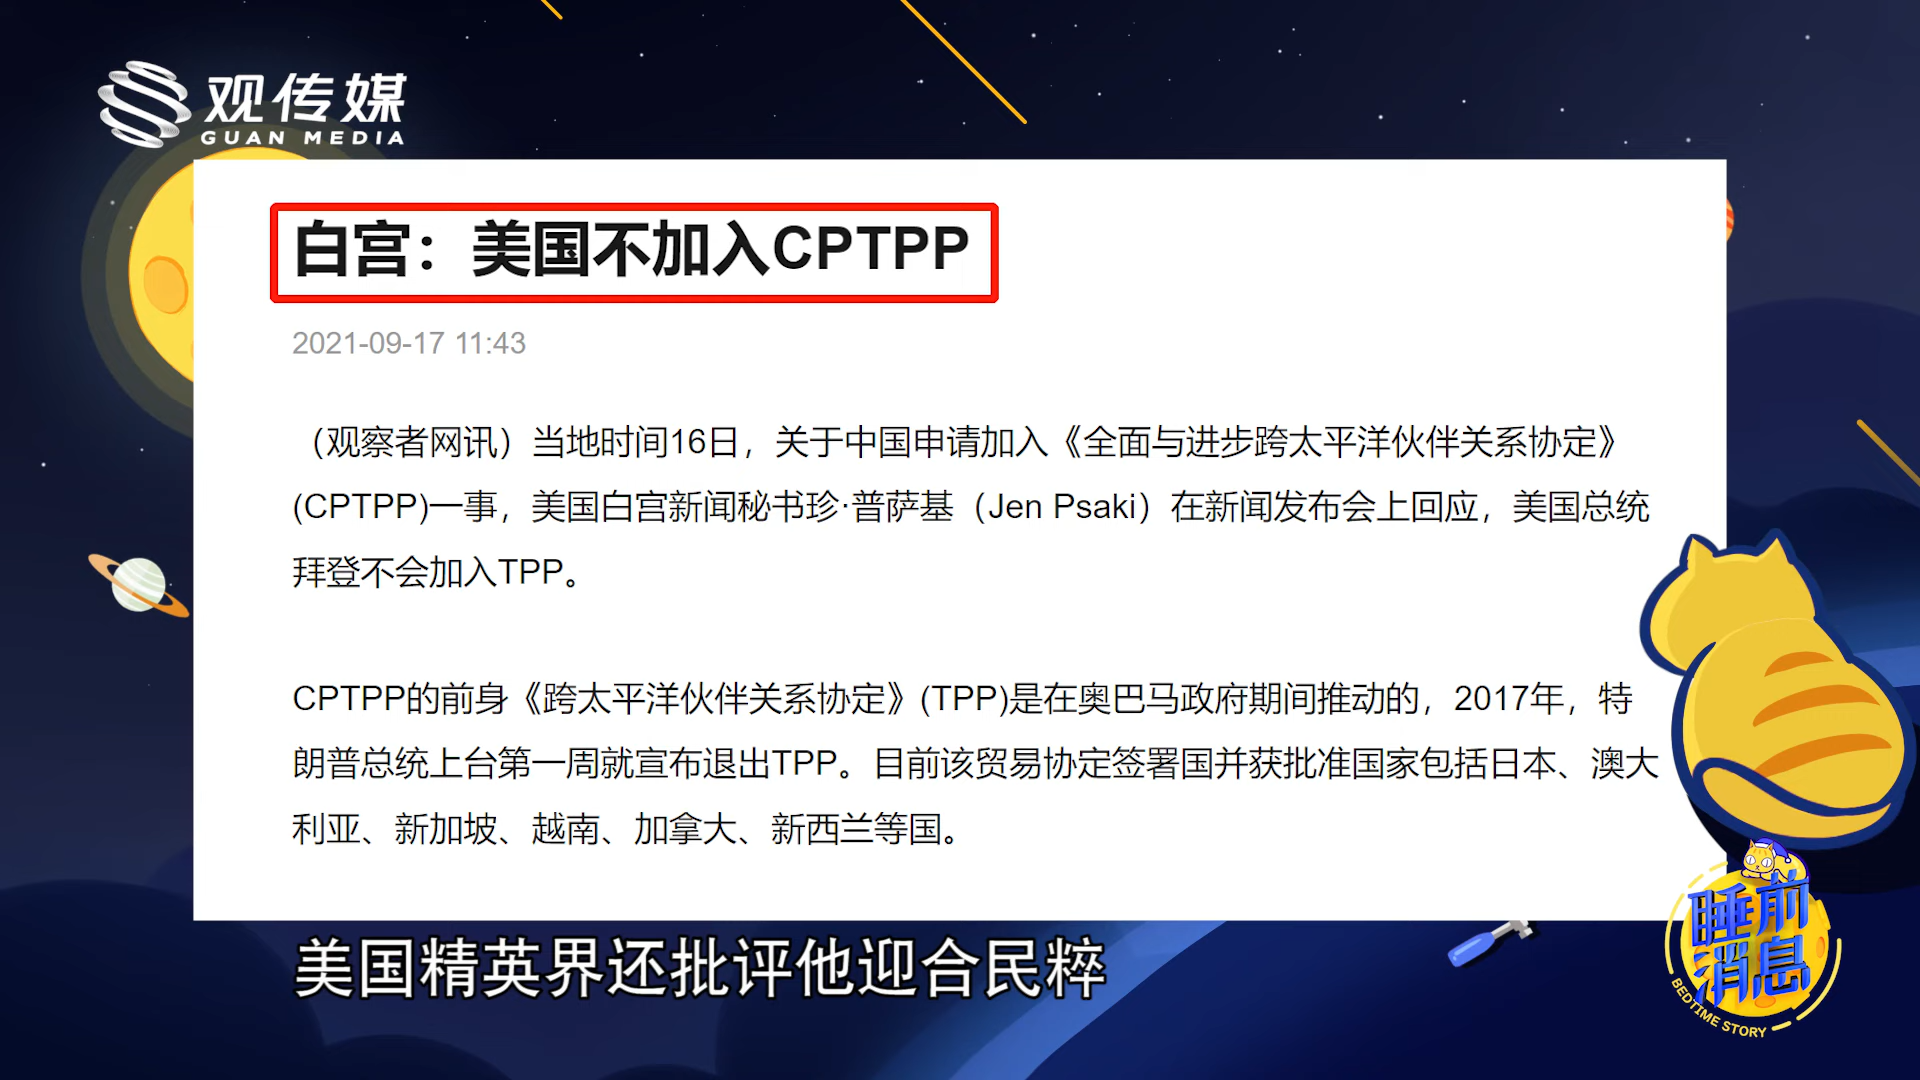 观传媒
GUAN MEDIA
白宫：美国不加入CPTPP
2021-09-17 11:43
（观察者网讯）当地时间16日，关于中国申请加入《全面与进步跨太平洋伙伴关系协定》
(CPTPP)一事，美国白宫新闻秘书珍·普萨基（Jen Psaki）在新闻发布会上回应，美国总统
拜登不会加入TPP。
CPTPP的前身《跨太平洋伙伴关系协定》(TPP)是在奥巴马政府期间推动的，2017年，特
朗普总统上台第一周就宣布退出TPP。目前该贸易协定签署国并获批准国家包括日本、澳大
利亚、新加坡、越南、加拿大、新西兰等国。
美国精英界还批评他迎合民粹
睡前
消息
BEDTIME STORY